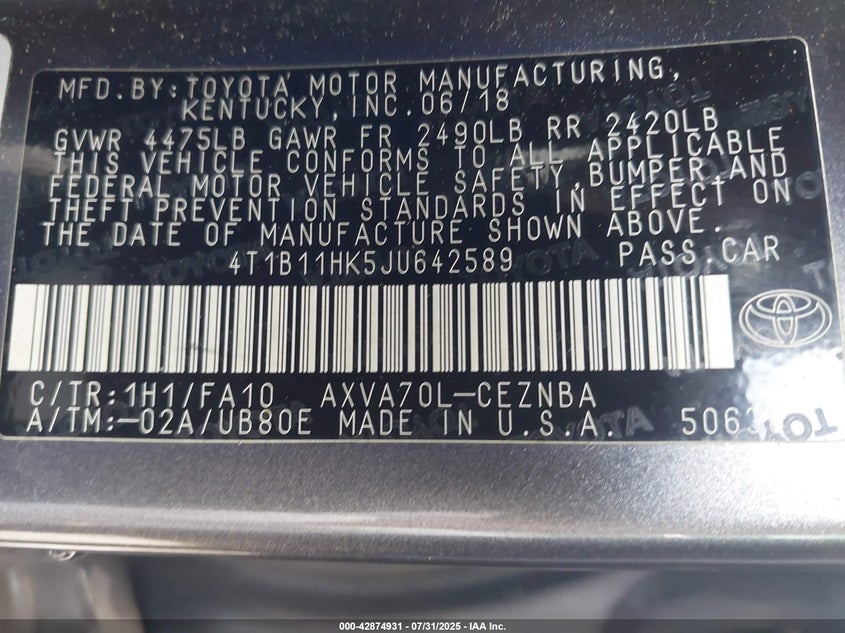 MFD.BY:TOYOTA MOTOR MANUFACTURING,
KENTUCKY,INC.06/18
GVWR 4475LB GAWR FR 2490LB RR 2420LB
THIS VEHICLE CONFORMS TO ALL APPLICABLE
FEDERAL MOTOR VEHICLE SAFETY,BUMPER,AND
THEFT PREVENTION STANDARDS IN EFFECT ON
THE DATE OF MANUFACTURE SHOWN ABOVE.
4T1B11HK5JU642589 PASS.CAR
C/TR:1H1/FA10 AXVA70L-CEZNBA
A/TM:-02A/UB80E MADE IN U.S.A.
000-42874931 - 07/31/2025 - IAA Inc.